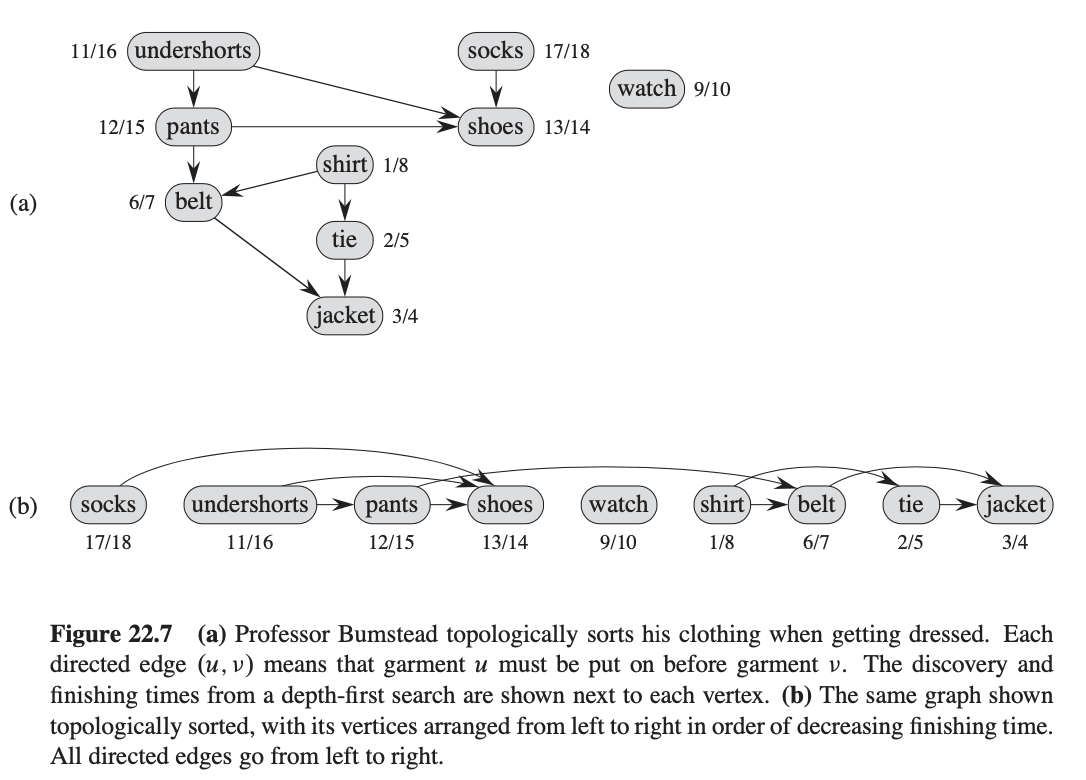 11/16 undershorts socks 17/18
watch 9/10
12/15 pants shoes 13/14
shirt 1/8
(a) 6/7 belt
tie 2/5
jacket 3/4
(b) socks undershorts pants shoes watch shirt belt tie jacket
17/18 11/16 12/15 13/14 9/10 1/8 6/7 2/5 3/4
Figure 22.7 (a) Professor Bumstead topologically sorts his clothing when getting dressed. Each
directed edge (u, v) means that garment u must be put on before garment v. The discovery and
finishing times from a depth-first search are shown next to each vertex. (b) The same graph shown
topologically sorted, with its vertices arranged from left to right in order of decreasing finishing time.
All directed edges go from left to right.